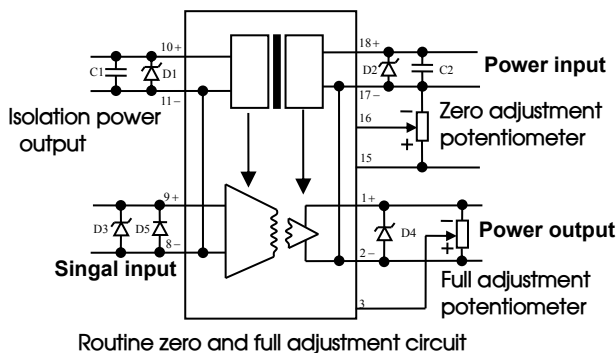 10+
18+
C1
D1
D2
C2
Power input
11−
17−
Isolation power
output
16
−
+
Zero adjustment
potentiometer
15
9+
1+
D3
D5
D4
−
+
Power output
8−
2−
Singal input
3
Full adjustment
potentiometer
Routine zero and full adjustment circuit